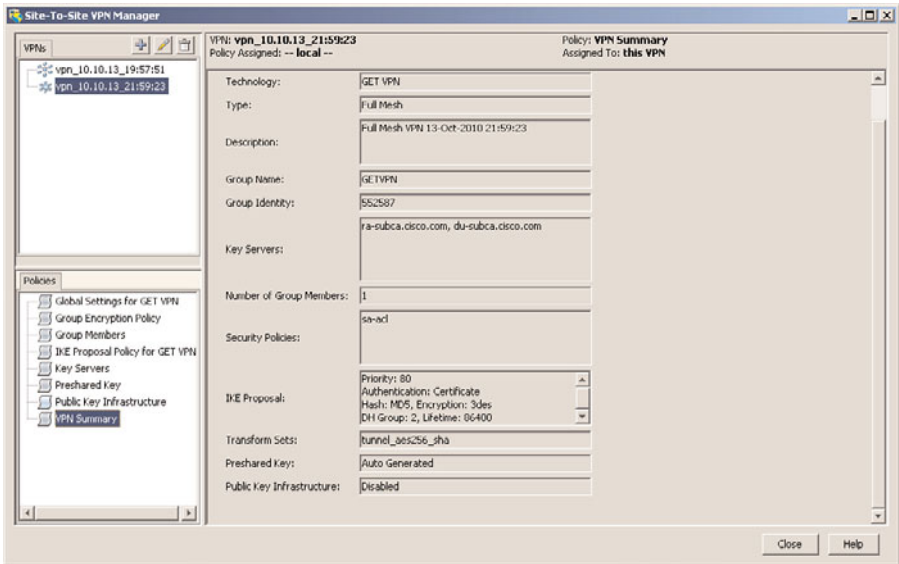 Site-To-Site VPN Manager
VPNs
vpn_10.10.13_19:57:51
vpn_10.10.13_21:59:23
Policies
Global Settings for GET VPN
Group Encryption Policy
Group Members
IKE Proposal Policy for GET VPN
Key Servers
Preshared Key
Public Key Infrastructure
VPN Summary
VPN: vpn_10.10.13_21:59:23
Policy Assigned: -- local --
Policy: VPN Summary
Assigned To: this VPN
Technology: GET VPN
Type: Full Mesh
Description: Full Mesh VPN 13-Oct-2010 21:59:23
Group Name: GETVPN
Group Identity: 552587
Key Servers: ra-subca.cisco.com, du-subca.cisco.com
Number of Group Members: 1
Security Policies: sa-acl
IKE Proposal: Priority: 80
Authentication: Certificate
Hash: MD5, Encryption: 3des
DH Group: 2, Lifetime: 86400
Transform Sets: tunnel_aes256_sha
Preshared Key: Auto Generated
Public Key Infrastructure: Disabled
Close Help